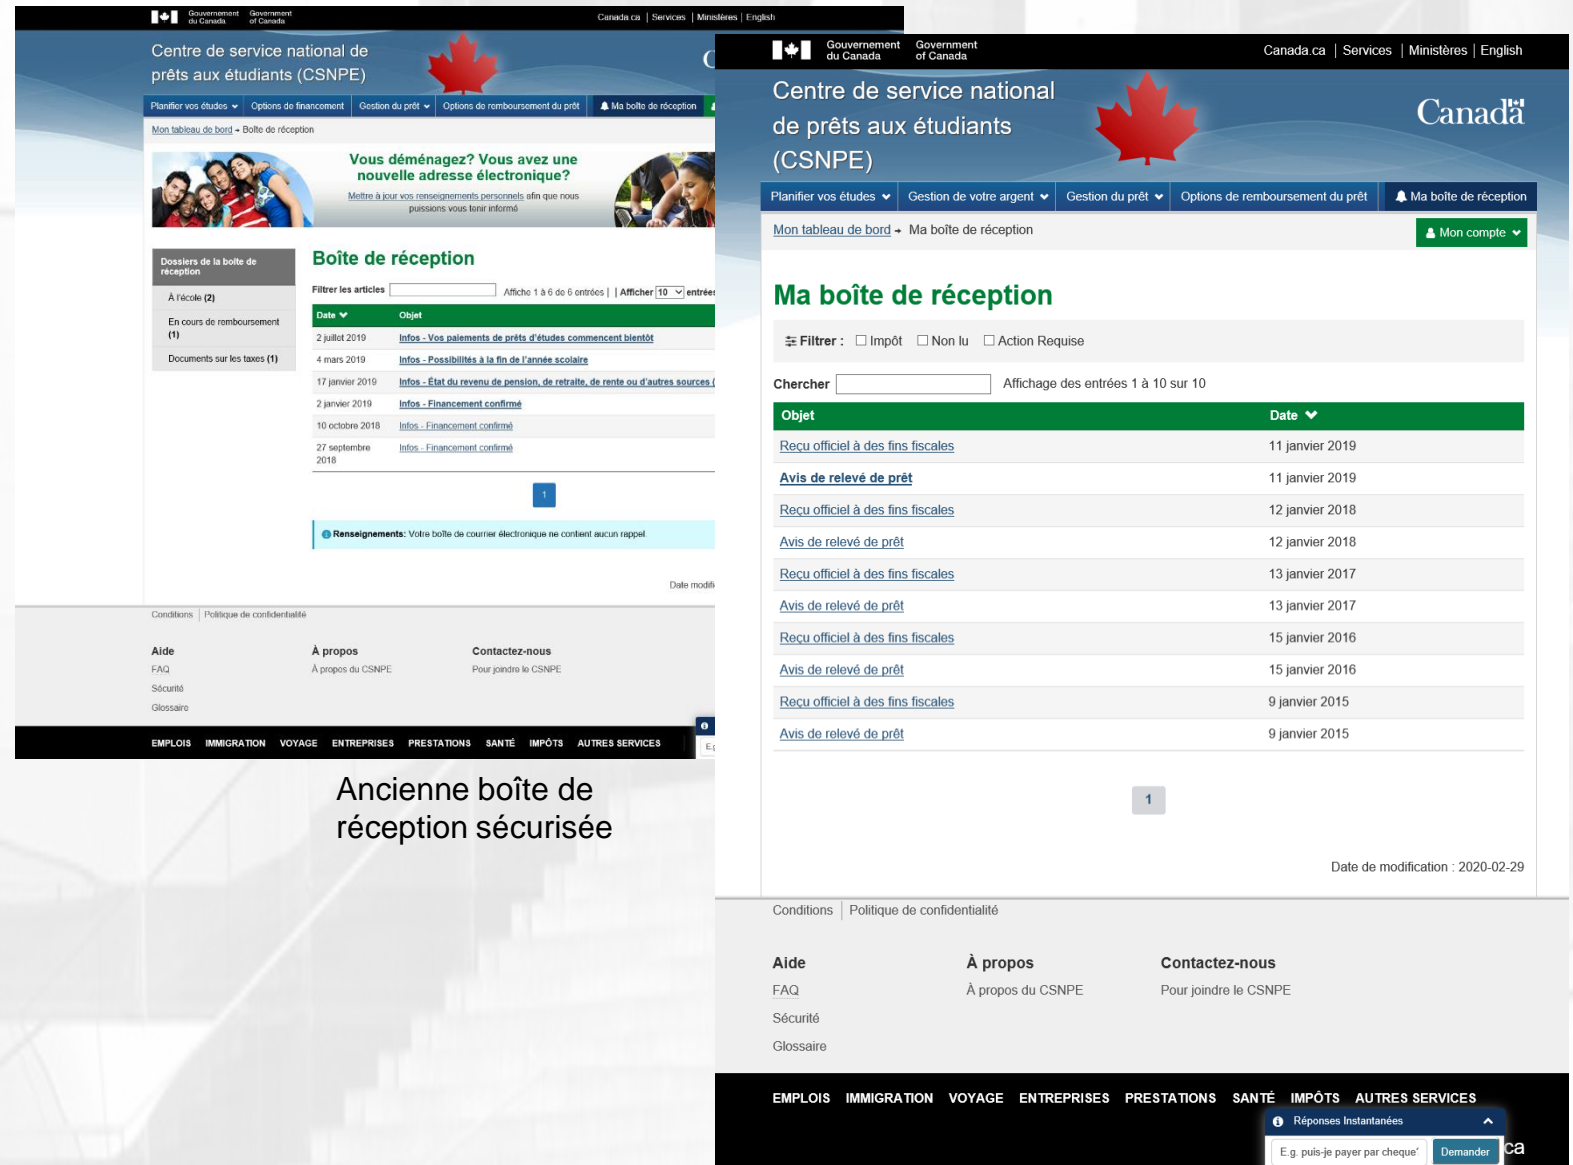 Gouvernement Government
du Canada of Canada
Canada.ca | Services | Ministères | English
Centre de service national de
prêts aux étudiants (CSNPE)
Planifier vos études Options de financement Gestion du prêt Options de remboursement du prêt Ma boîte de réception
Mon tableau de bord → Boîte de réception
Vous déménagez? Vous avez une
nouvelle adresse électronique?
Mettre à jour vos renseignements personnels afin que nous
puissions vous tenir informé
Dossiers de la boîte de
réception
À l'école (2)
En cours de remboursement
(1)
Documents sur les taxes (1)
Boîte de réception
Filtrer les articles Affiche 1 à 6 de 6 entrées | | Afficher 10 entrées
Date Objet
2 juillet 2019 Infos - Vos paiements de prêts d'études commencent bientôt
4 mars 2019 Infos - Possibilités à la fin de l'année scolaire
17 janvier 2019 Infos - État du revenu de pension, de retraite, de rente ou d'autres sources (
2 janvier 2019 Infos - Financement confirmé
10 octobre 2018 Infos - Financement confirmé
27 septembre Infos - Financement confirmé
2018
1
Renseignements: Votre boîte de courrier électronique ne contient aucun rappel.
Date modifi
Conditions | Politique de confidentialité
Aide À propos Contactez-nous
FAQ À propos du CSNPE Pour joindre le CSNPE
Sécurité
Glossaire
EMPLOIS IMMIGRATION VOYAGE ENTREPRISES PRESTATIONS SANTÉ IMPÔTS AUTRES SERVICES
E.g
Ancienne boîte de
réception sécurisée
Gouvernement Government
du Canada of Canada
Canada.ca | Services | Ministères | English
Centre de service national
de prêts aux étudiants
(CSNPE)
Canada
Planifier vos études Gestion de votre argent Gestion du prêt Options de remboursement du prêt Ma boîte de réception
Mon tableau de bord → Ma boîte de réception Mon compte
Ma boîte de réception
Filtrer : Impôt Non lu Action Requise
Chercher Affichage des entrées 1 à 10 sur 10
Objet Date
Reçu officiel à des fins fiscales 11 janvier 2019
Avis de relevé de prêt 11 janvier 2019
Reçu officiel à des fins fiscales 12 janvier 2018
Avis de relevé de prêt 12 janvier 2018
Reçu officiel à des fins fiscales 13 janvier 2017
Avis de relevé de prêt 13 janvier 2017
Reçu officiel à des fins fiscales 15 janvier 2016
Avis de relevé de prêt 15 janvier 2016
Reçu officiel à des fins fiscales 9 janvier 2015
Avis de relevé de prêt 9 janvier 2015
1
Date de modification : 2020-02-29
Conditions | Politique de confidentialité
Aide À propos Contactez-nous
FAQ À propos du CSNPE Pour joindre le CSNPE
Sécurité
Glossaire
EMPLOIS IMMIGRATION VOYAGE ENTREPRISES PRESTATIONS SANTÉ IMPÔTS AUTRES SERVICES
Réponses Instantanées
E.g. puis-je payer par cheque Demander ca